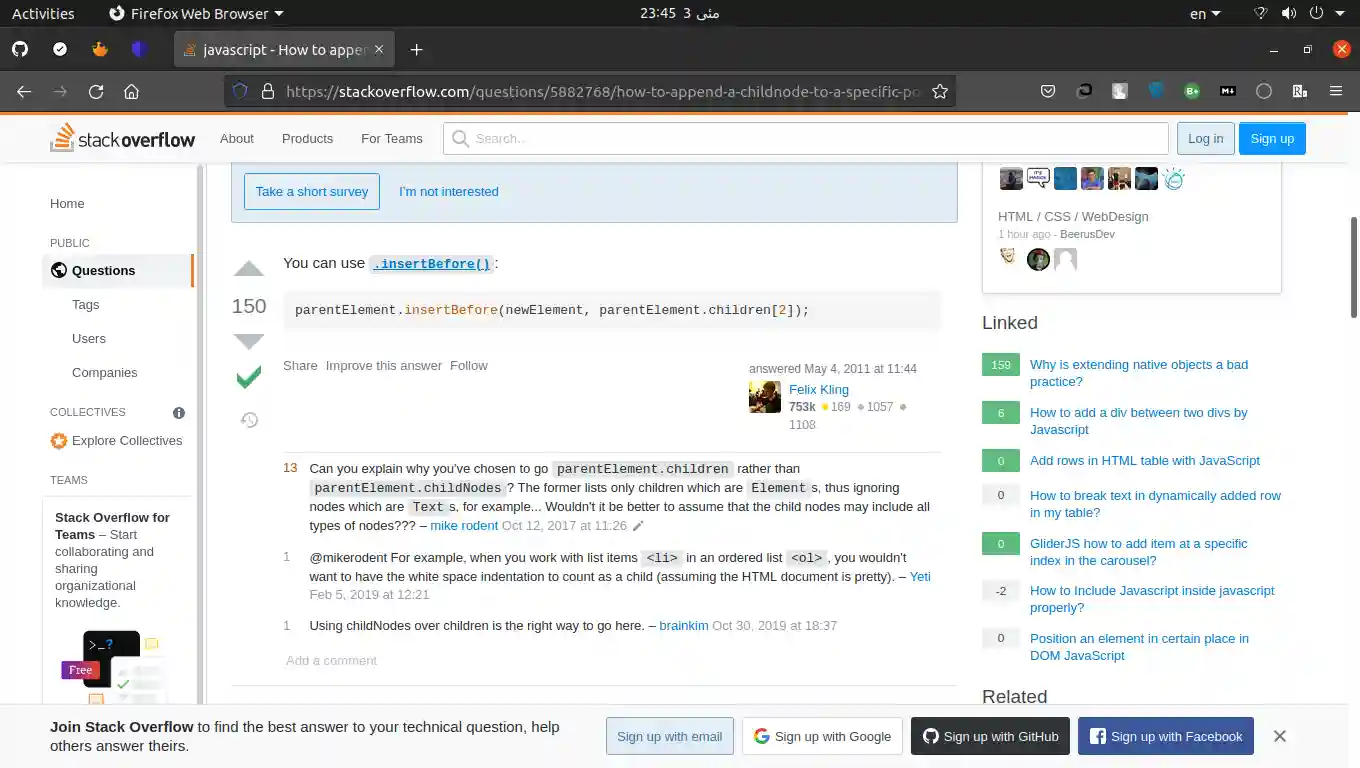 Activities
Firefox Web Browser
23:45 3 مئی
en
javascript - How to appe
https://stackoverflow.com/questions/5882768/how-to-append-a-childnode-to-a-specific-po
stackoverflow
About
Products
For Teams
Search…
Log in
Sign up
Home
PUBLIC
Questions
Tags
Users
Companies
COLLECTIVES
Explore Collectives
TEAMS
Stack Overflow for
Teams – Start
collaborating and
sharing
organizational
knowledge.
>_?
Free
Take a short survey
I'm not interested
You can use .insertBefore():
150
parentElement.insertBefore(newElement, parentElement.children[2]);
Share Improve this answer Follow
answered May 4, 2011 at 11:44
Felix Kling
753k 169 1057
1108
13 Can you explain why you've chosen to go parentElement.children rather than
parentElement.childNodes? The former lists only children which are Elements, thus ignoring
nodes which are Texts, for example... Wouldn't it be better to assume that the child nodes may include all
types of nodes??? – mike rodent Oct 12, 2017 at 11:26
1 @mikerodent For example, when you work with list items <li> in an ordered list <ol>, you wouldn't
want to have the white space indentation to count as a child (assuming the HTML document is pretty). – Yeti
Feb 5, 2019 at 12:21
1 Using childNodes over children is the right way to go here. – brainkim Oct 30, 2019 at 18:37
Add a comment
HTML / CSS / WebDesign
1 hour ago - BeerusDev
Linked
159 Why is extending native objects a bad
practice?
6 How to add a div between two divs by
Javascript
0 Add rows in HTML table with JavaScript
0 How to break text in dynamically added row
in my table?
0 GliderJS how to add item at a specific
index in the carousel?
-2 How to Include Javascript inside javascript
properly?
0 Position an element in certain place in
DOM JavaScript
Related
Join Stack Overflow to find the best answer to your technical question, help
others answer theirs.
Sign up with email
Sign up with Google
Sign up with GitHub
Sign up with Facebook